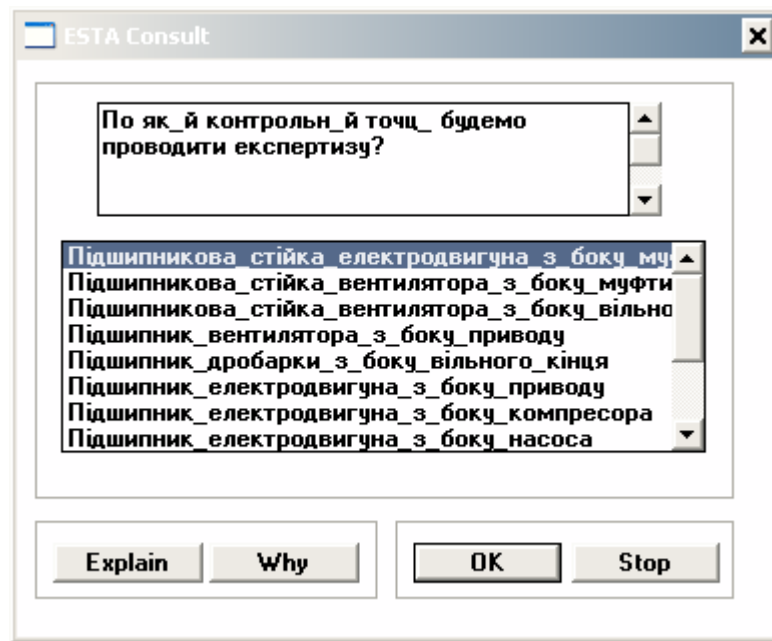 ESTA Consult
По як_й контрольн_й точц_ будемо
проводити експертизу?
Підшипникова_стійка_електродвигуна_з_боку_муф
Підшипникова_стійка_вентилятора_з_боку_муфти
Підшипникова_стійка_вентилятора_з_боку_вільно
Підшипник_вентилятора_з_боку_приводу
Підшипник_дробарки_з_боку_вільного_кінця
Підшипник_електродвигуна_з_боку_приводу
Підшипник_електродвигуна_з_боку_компресора
Підшипник_електродвигуна_з_боку_насоса
Explain Why OK Stop